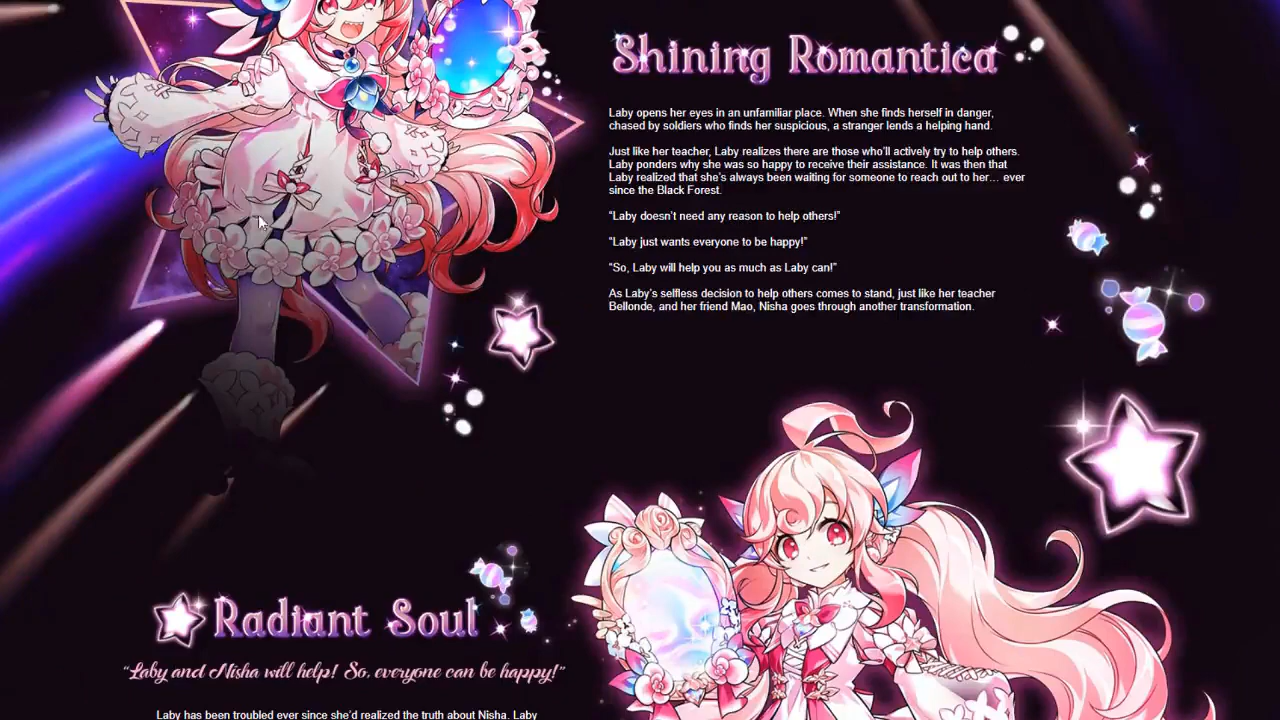 Shining Romantica
Laby opens her eyes in an unfamiliar place. When she finds herself in danger,
chased by soldiers who finds her suspicious, a stranger lends a helping hand.
Just like her teacher, Laby realizes there are those who'll actively try to help others.
Laby ponders why she was so happy to receive their assistance. It was then that
Laby realized that she's always been waiting for someone to reach out to her... ever
since the Black Forest.
“Laby doesn't need any reason to help others!”
“Laby just wants everyone to be happy!”
“So, Laby will help you as much as Laby can!”
As Laby's selfless decision to help others comes to stand, just like her teacher
Bellonde, and her friend Mao, Nisha goes through another transformation.
Radiant Soul
“Laby and Nisha will help! So, everyone can be happy!”
Laby has been troubled ever since she'd realized the truth about Nisha. Laby